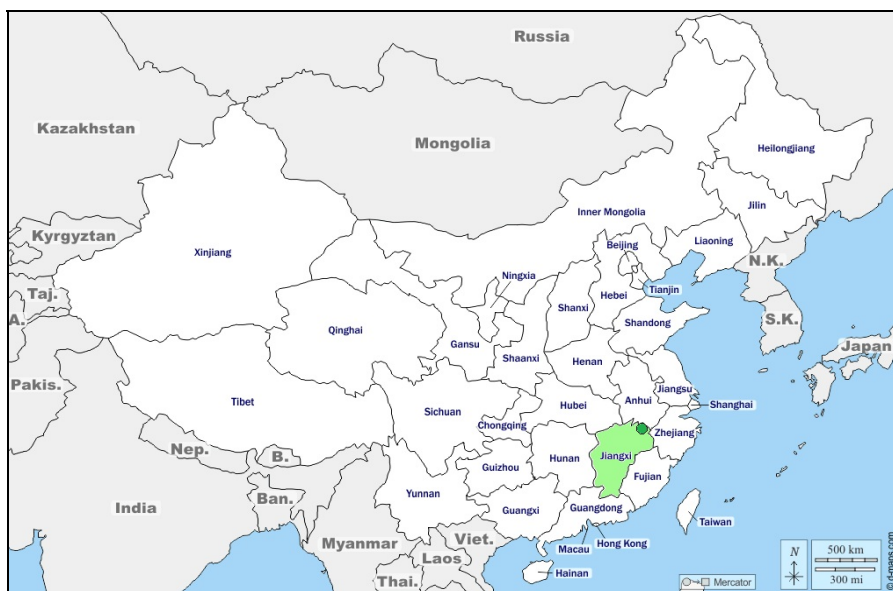 Russia
Kazakhstan
Mongolia
Heilongjiang
Jilin
Inner Mongolia
Kyrgyztan
Beijing
Liaoning
Xinjiang
N.K.
Ningxia
Tianjin
Taj.
Hebei
Shanxi
S.K.
A.
Shandong
Qinghai
Gansu
Japan
Shaanxi
Henan
Pakis.
Jiangsu
Tibet
Anhui
Shanghai
Sichuan
Hubei
Chongqing
Zhejiang
Nep.
B.
Jiangxi
Hunan
Guizhou
Fujian
Yunnan
Ban.
India
Guangxi
Guangdong
Taiwan
Myanmar
Viet.
Hong Kong
Macau
Laos
N
500 km
300 mi
Hainan
Thai.
Mercator
© d-maps.com